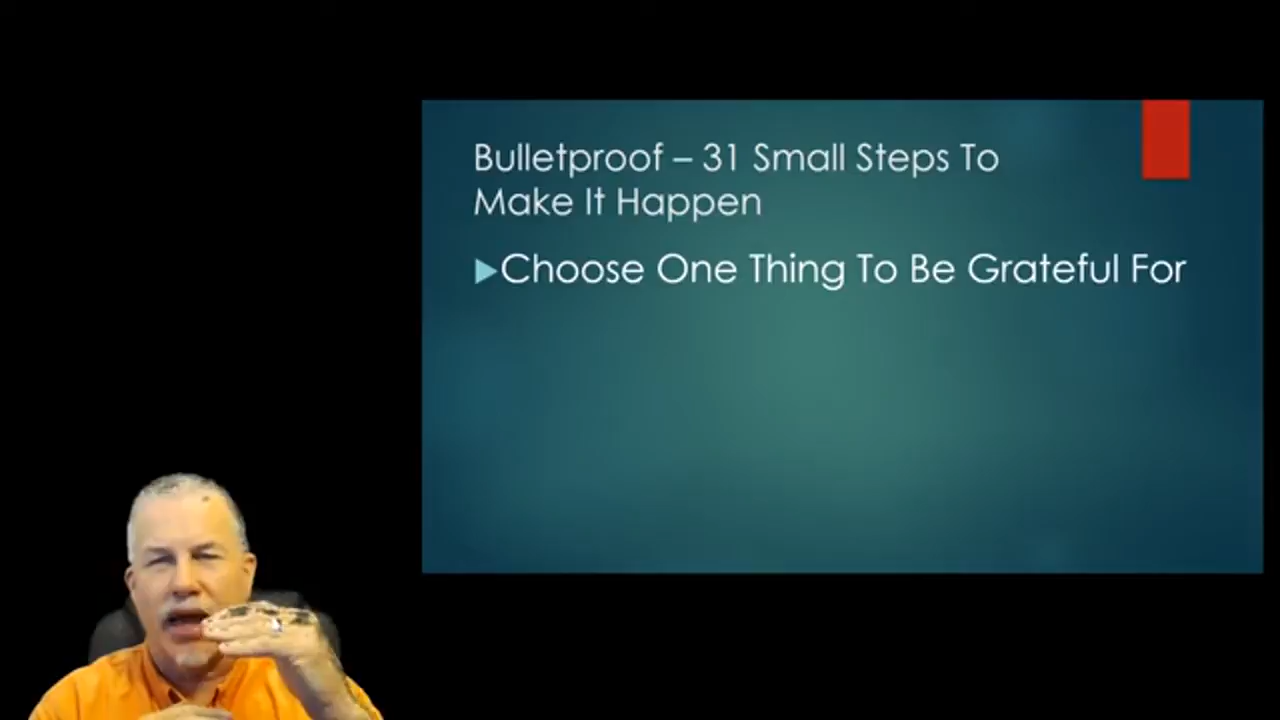 Bulletproof – 31 Small Steps To
Make It Happen
Choose One Thing To Be Grateful For